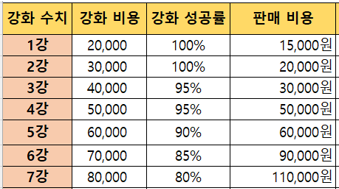 강화 수치 강화 비용 강화 성공률 판매 비용
1강 20,000 100% 15,000원
2강 30,000 100% 20,000원
3강 40,000 95% 30,000원
4강 50,000 95% 50,000원
5강 60,000 90% 60,000원
6강 70,000 85% 90,000원
7강 80,000 80% 110,000원